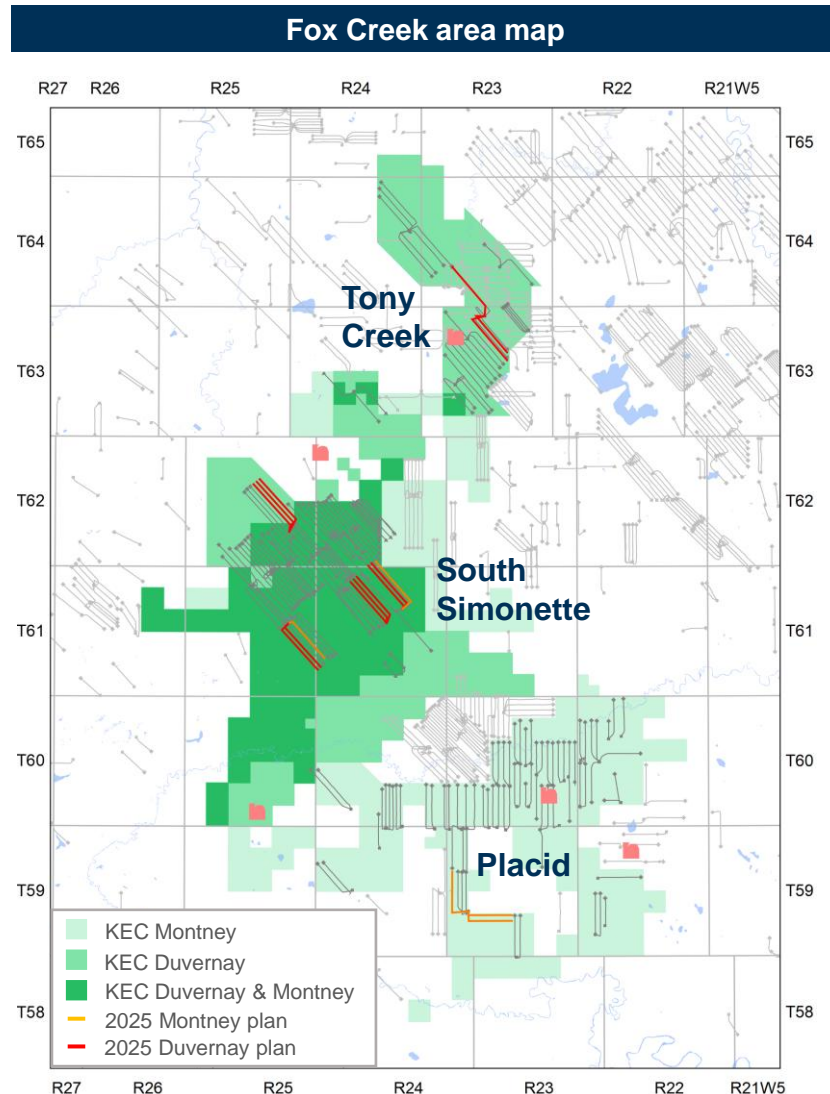 Fox Creek area map
R27 R26 R25 R24 R23 R22 R21W5
T65 T65
T64 T64
Tony
Creek
T63 T63
T62 T62
South
Simonette
T61 T61
T60 T60
Placid
T59 T59
KEC Montney
KEC Duvernay
KEC Duvernay & Montney
2025 Montney plan
2025 Duvernay plan
T58 T58
R27 R26 R25 R24 R23 R22 R21W5